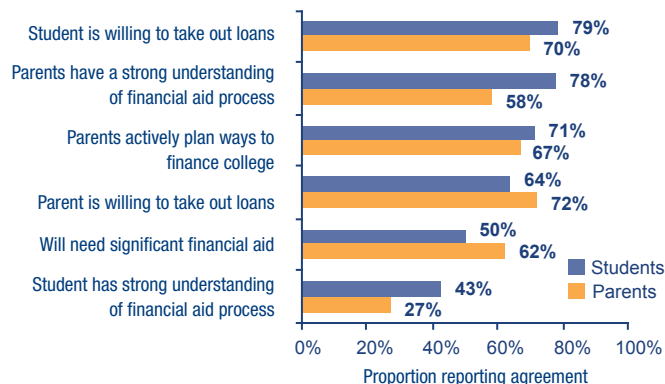 Student is willing to take out loans
79%
70%
Parents have a strong understanding
of financial aid process
78%
58%
Parents actively plan ways to
finance college
71%
67%
Parent is willing to take out loans
64%
72%
Will need significant financial aid
50%
62%
Student has strong understanding
of financial aid process
43%
27%
Students
Parents
0% 20% 40% 60% 80% 100%
Proportion reporting agreement